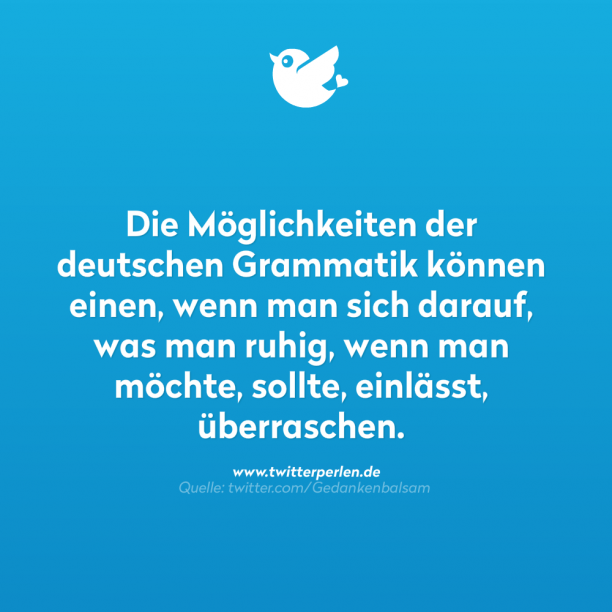 Die Möglichkeiten der
deutschen Grammatik können
einen, wenn man sich darauf,
was man ruhig, wenn man
möchte, sollte, einlässt,
überraschen.
www.twitterperlen.de
Quelle: twitter.com/Gedankenbalsam